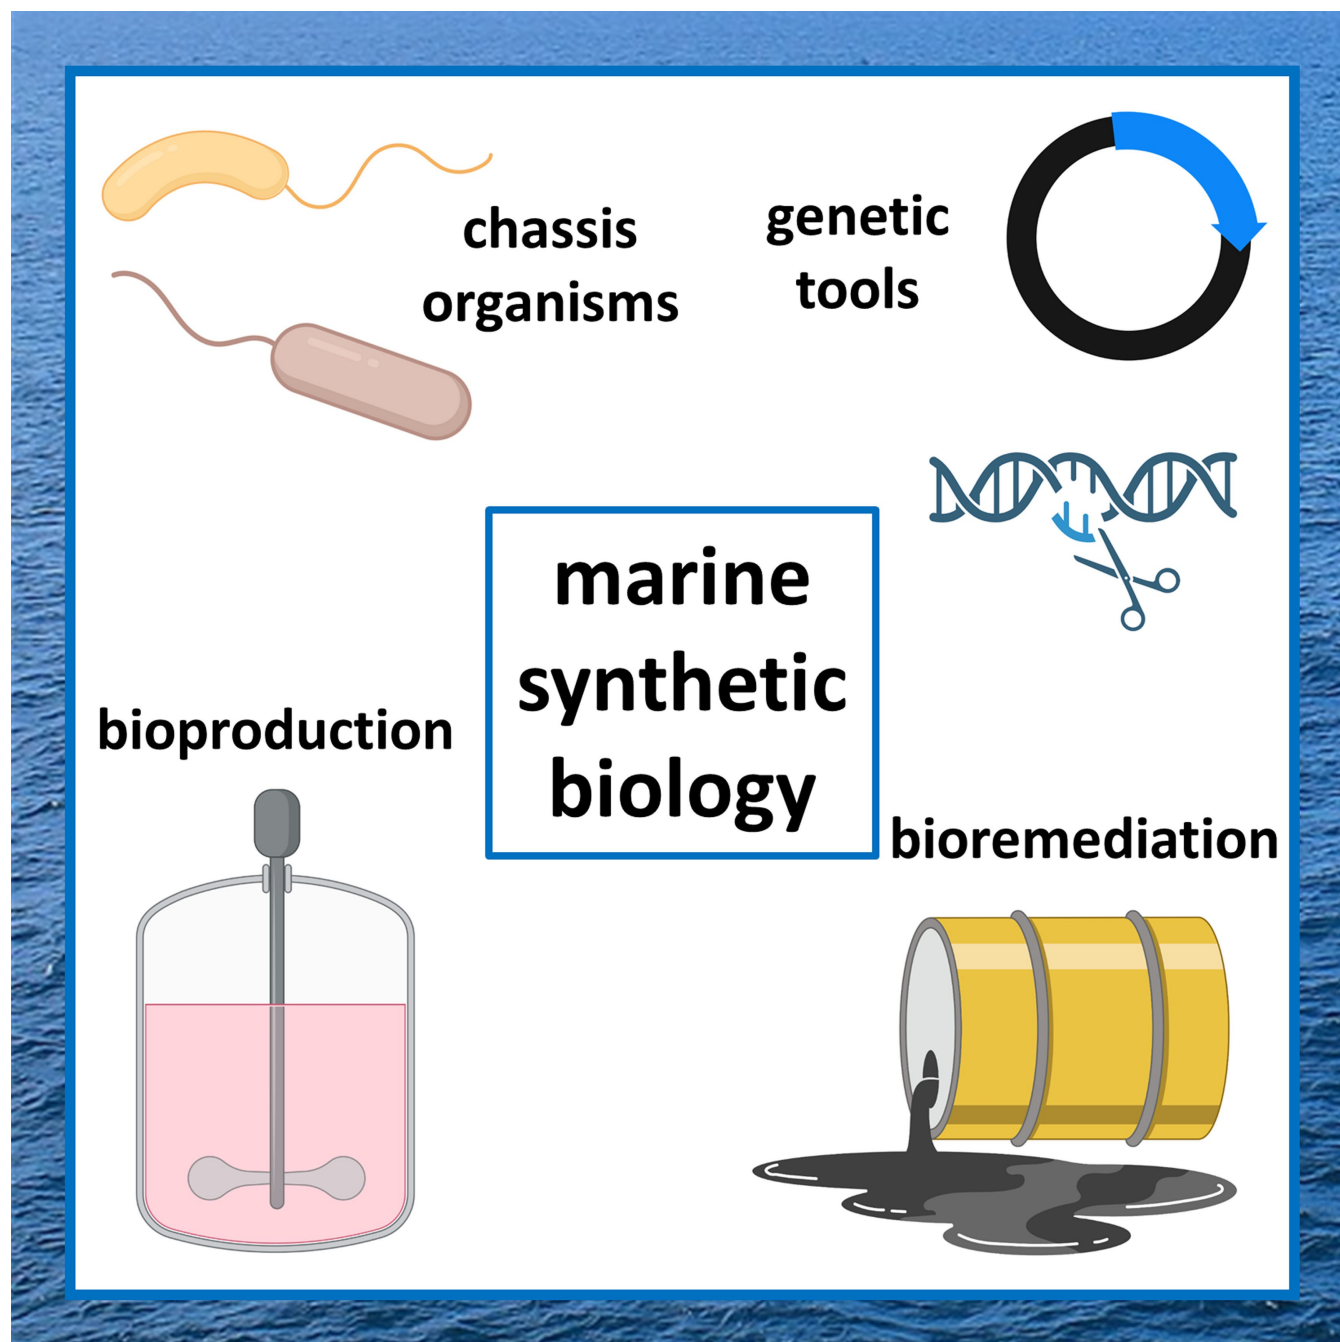 chassis
organisms
genetic
tools
marine
synthetic
biology
bioproduction
bioremediation